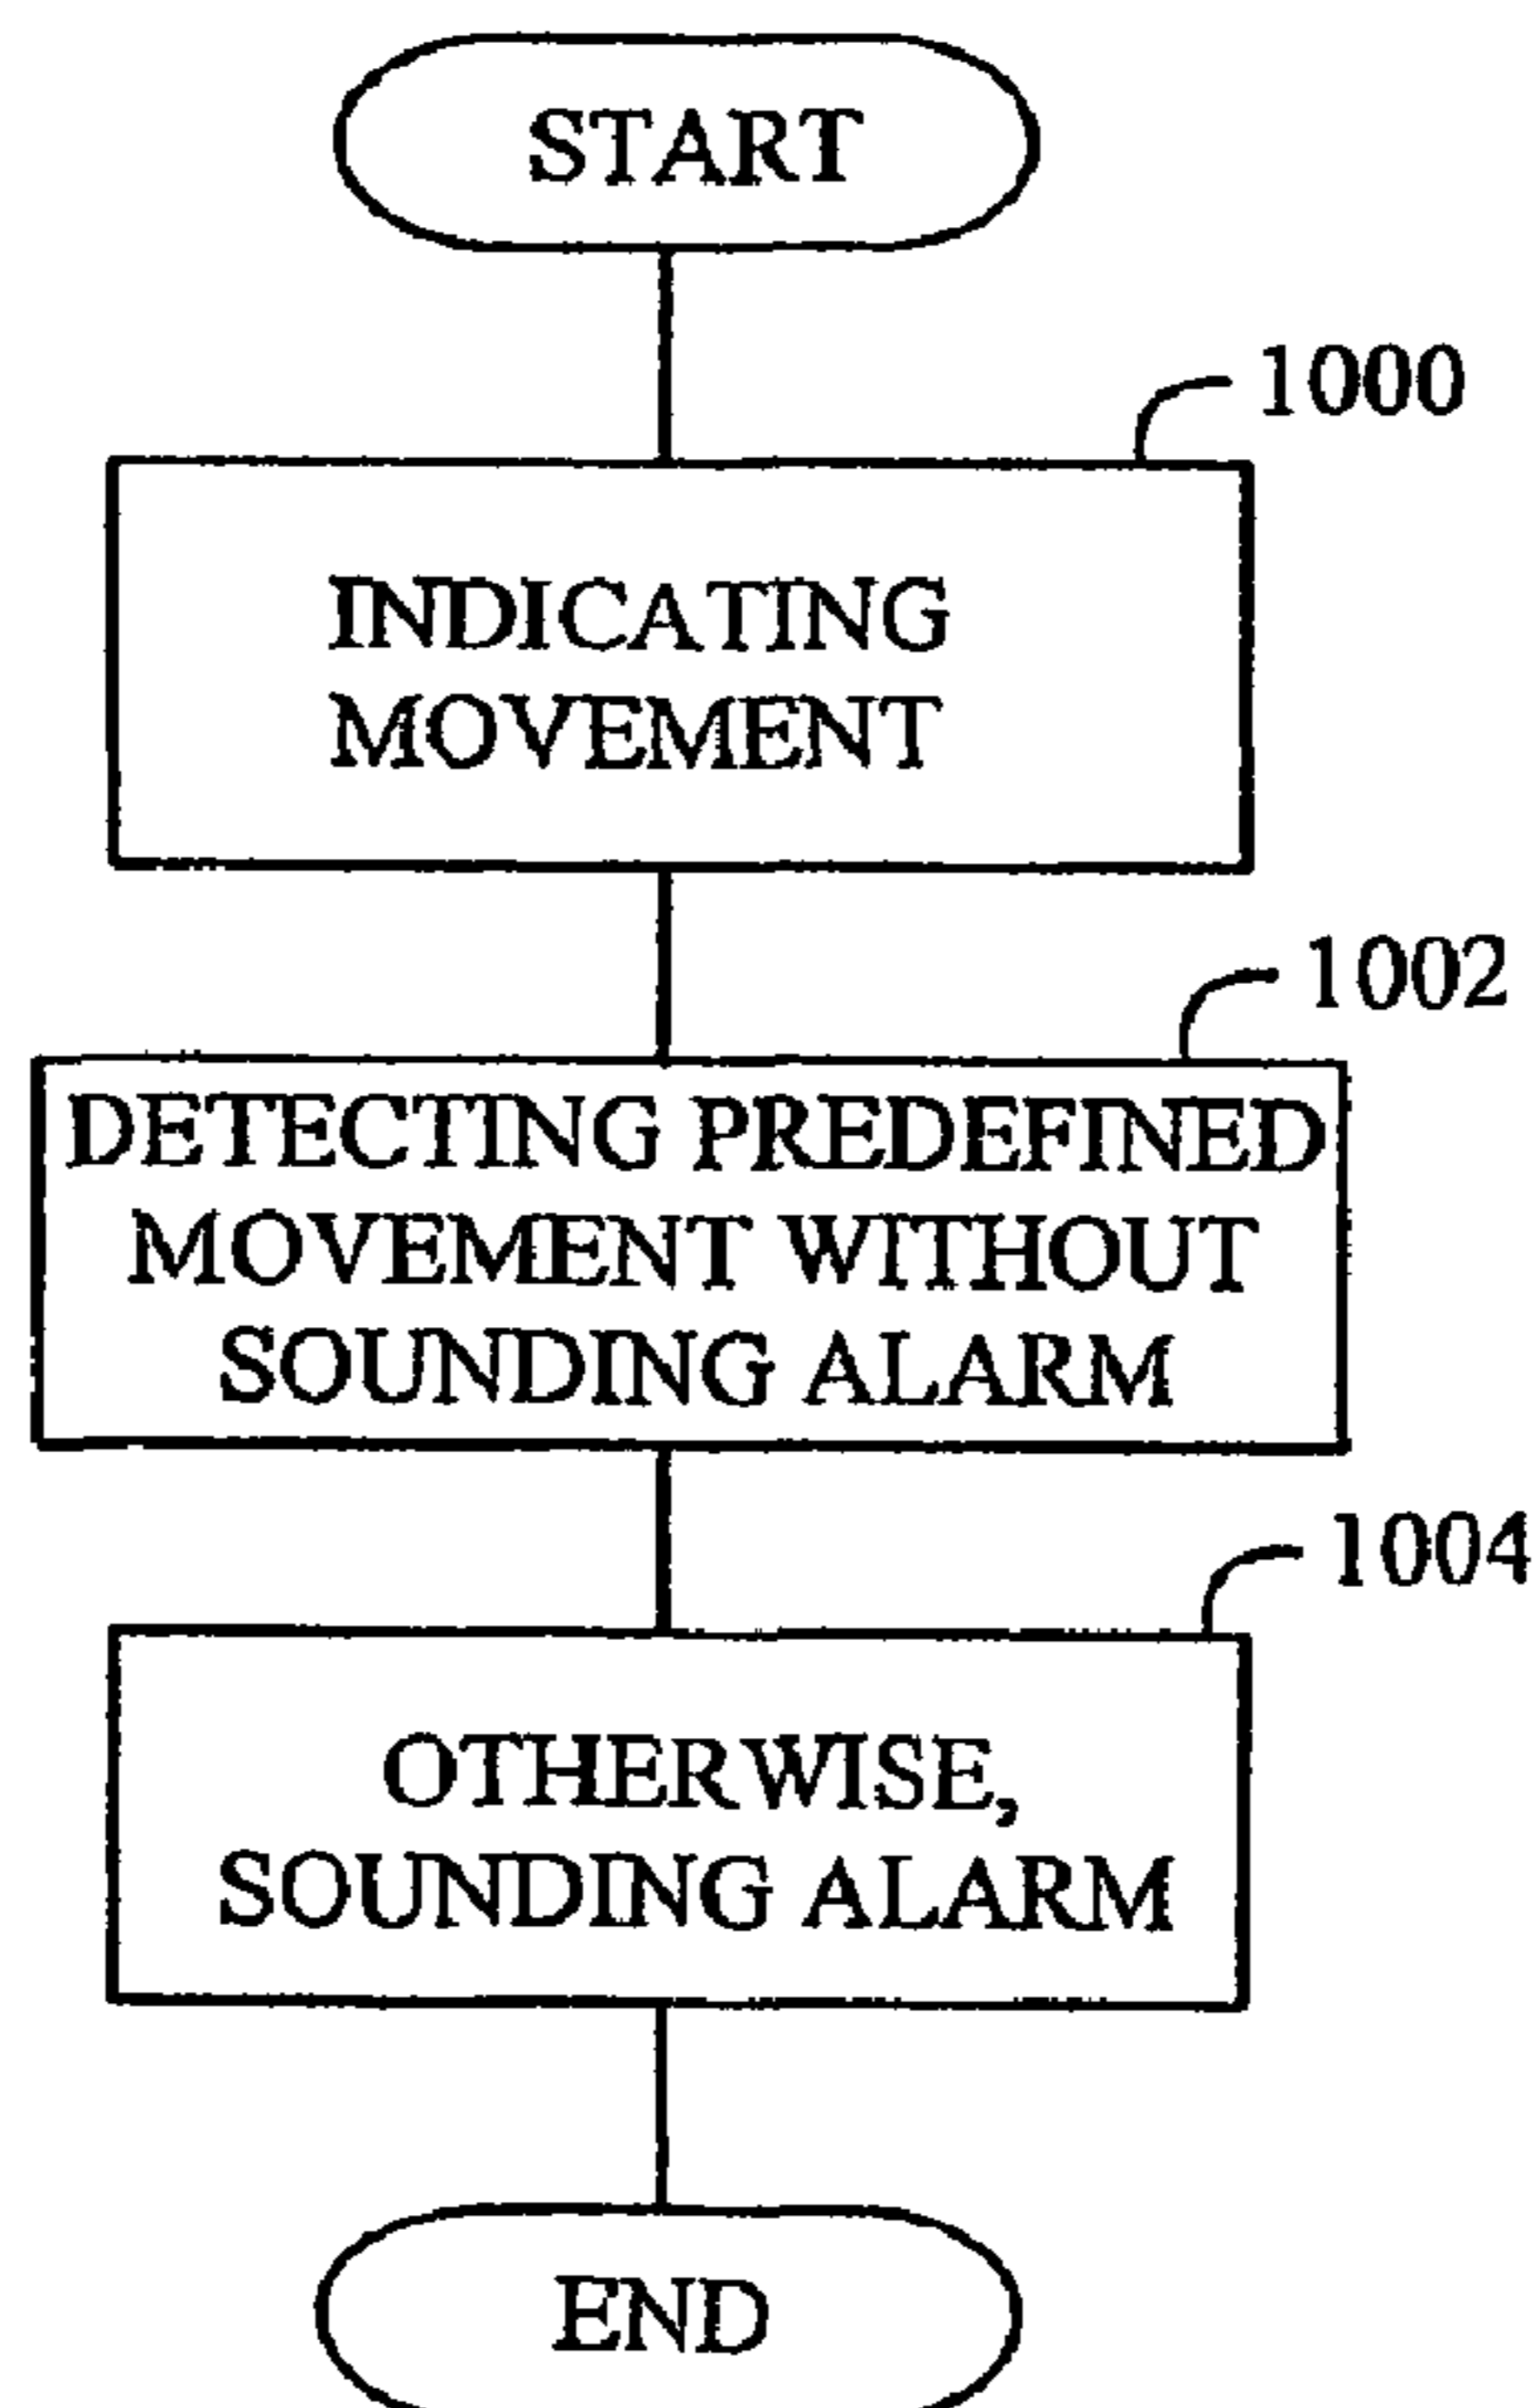 START
1000
INDICATING
MOVEMENT
1002
DETECTING PREDEFINED
MOVEMENT WITHOUT
SOUNDING ALARM
1004
OTHERWISE,
SOUNDING ALARM
END